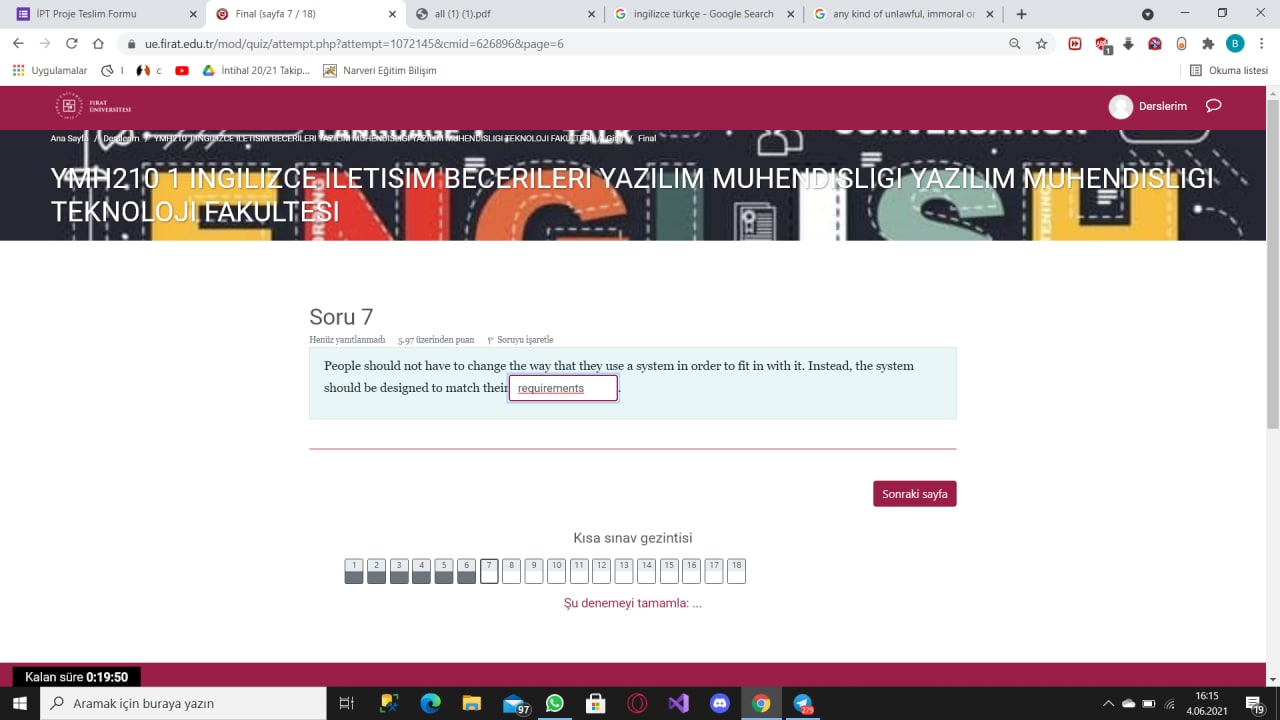 İPT Proje Teslim Formu
Final (sayfa 7 / 18)
all (1) (1).pdf
ingilizce türkçe - Google Search
any kind of unlawful, immoral or
ue.firat.edu.tr/mod/quiz/attempt.php?attempt=1072145&cmid=626896&page=6
1
B
Uygulamalar
I
c
İntihal 20/21 Takip...
Narveri Eğitim Bilişim
Okuma listesi
FIRAT
ÜNİVERSİTESİ
Derslerim
Ana Sayfa / Derslerim / YMH210 1 INGILIZCE ILETISIM BECERILERI YAZILIM MUHENDISLIGI YAZILIM MUHENDISLIGI TEKNOLOJI FAKULTESI / Giriş / Final
YMH210 1 INGILIZCE ILETISIM BECERILERI YAZILIM MUHENDISLIGI YAZILIM MUHENDISLIGI
TEKNOLOJI FAKULTESI
Soru 7
Henüz yanıtlanmadı 5,97 üzerinden puan Soruyu işaretle
People should not have to change the way that they use a system in order to fit in with it. Instead, the system
should be designed to match their requirements .
Sonraki sayfa
Kısa sınav gezintisi
1 2 3 4 5 6 7 8 9 10 11 12 13 14 15 16 17 18
Şu denemeyi tamamla: ...
Kalan süre 0:19:50
Aramak için buraya yazın
97
16:15
4.06.2021
19